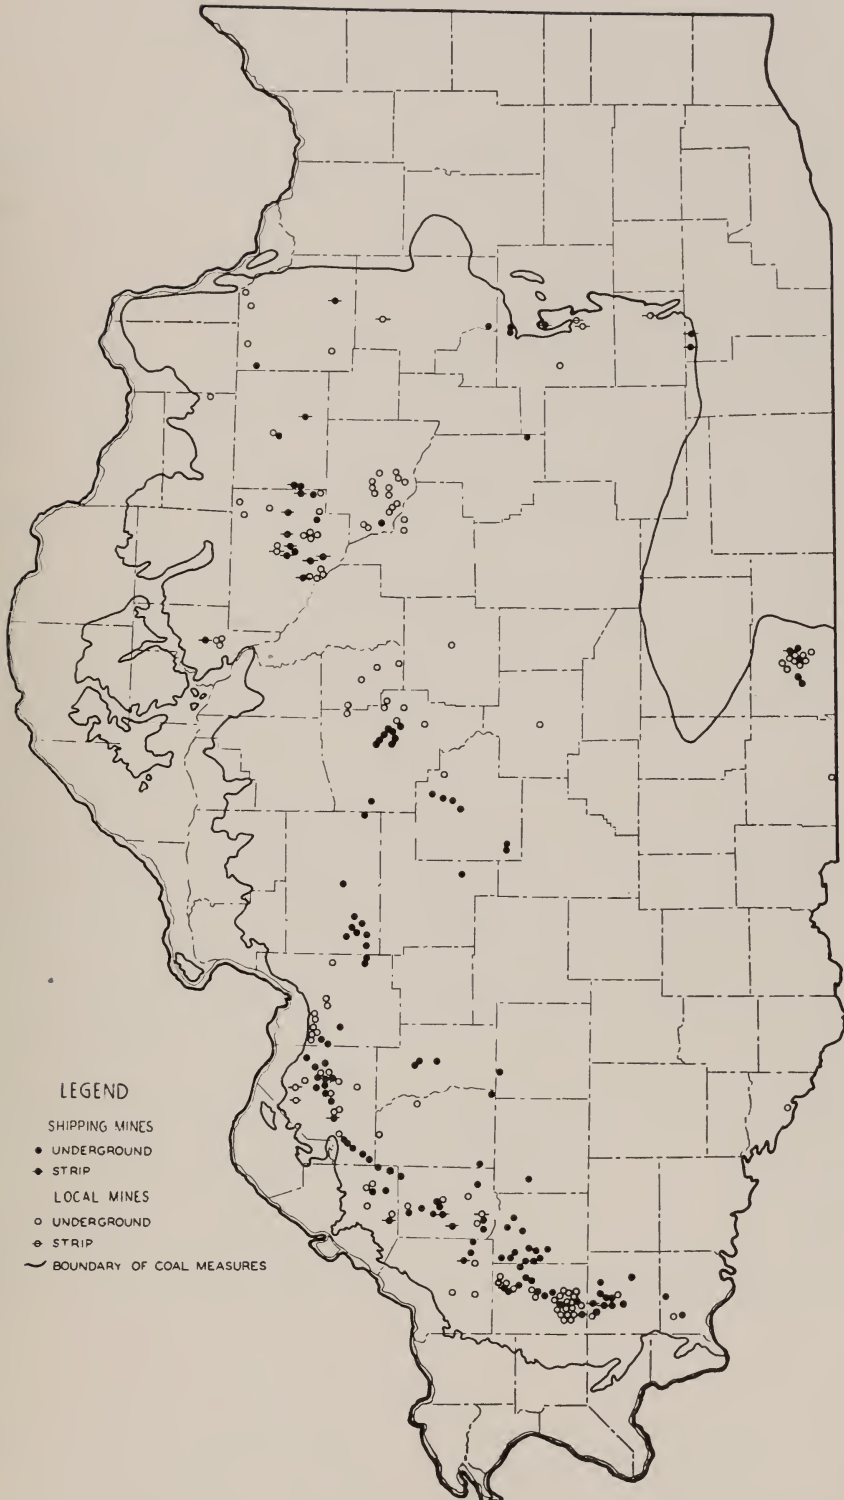 LEGEND
SHIPPING MINES
UNDERGROUND
STRIP
LOCAL MINES
UNDERGROUND
STRIP
BOUNDARY OF COAL MEASURES